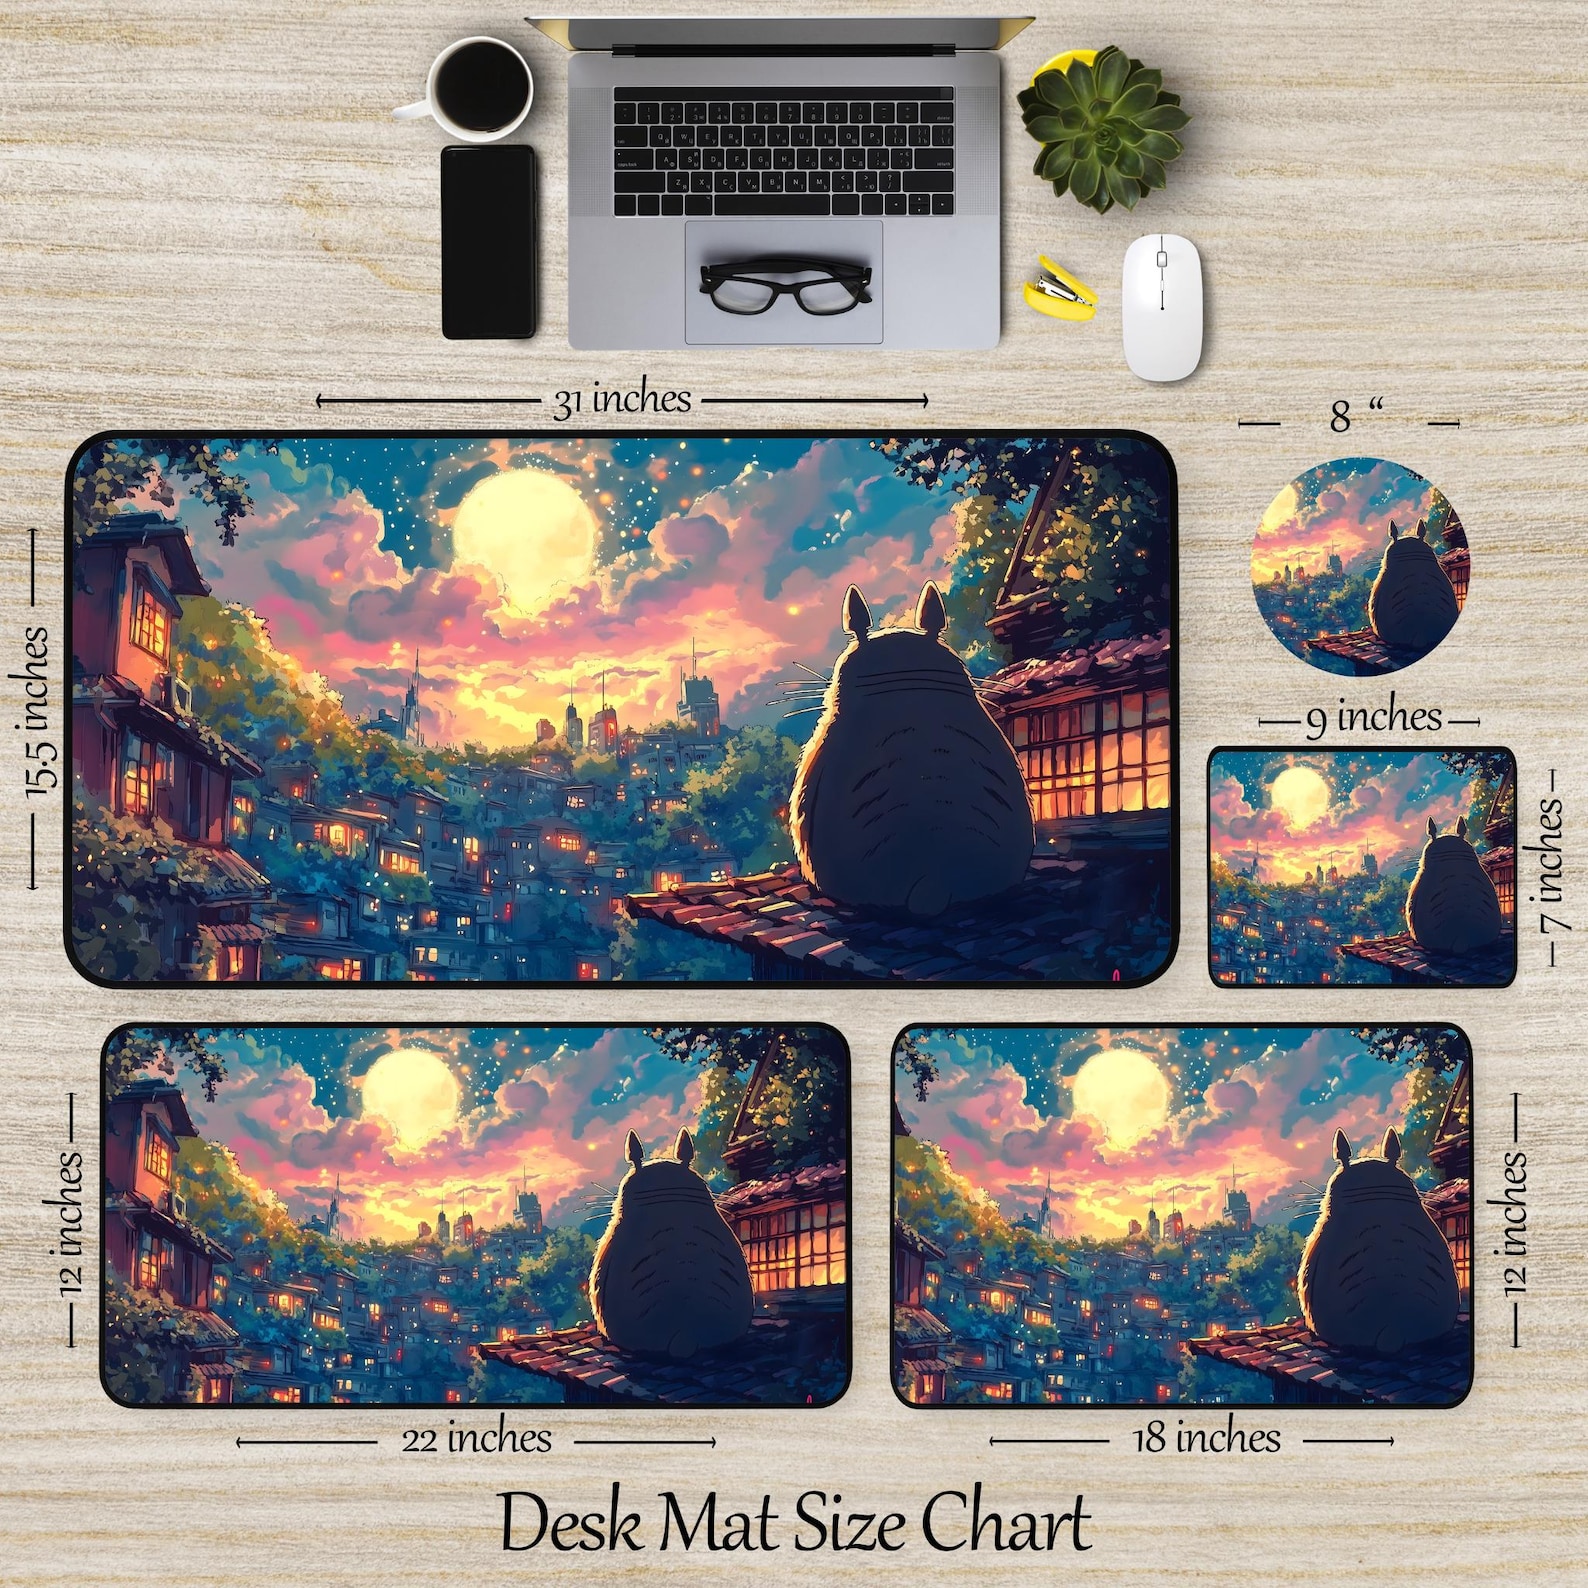 31 inches
8 “
15.5 inches
9 inches
7 inches
12 inches
12 inches
22 inches
18 inches
Desk Mat Size Chart